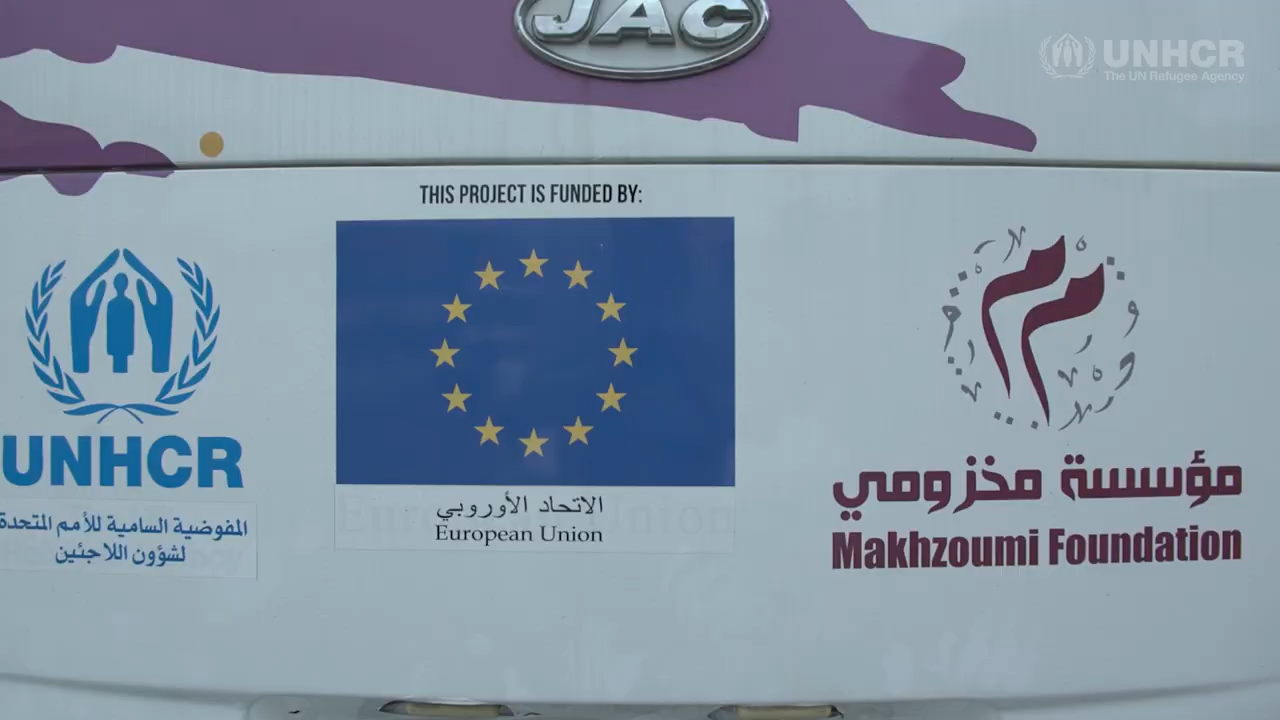 JAC
UNHCR
The UN Refugee Agency
THIS PROJECT IS FUNDED BY:
UNHCR
المفوضية السامية للأمم المتحدة
لشؤون اللاجئين
الاتحاد الأوروبي
European Union
مؤسسة مخزومي
Makhzoumi Foundation